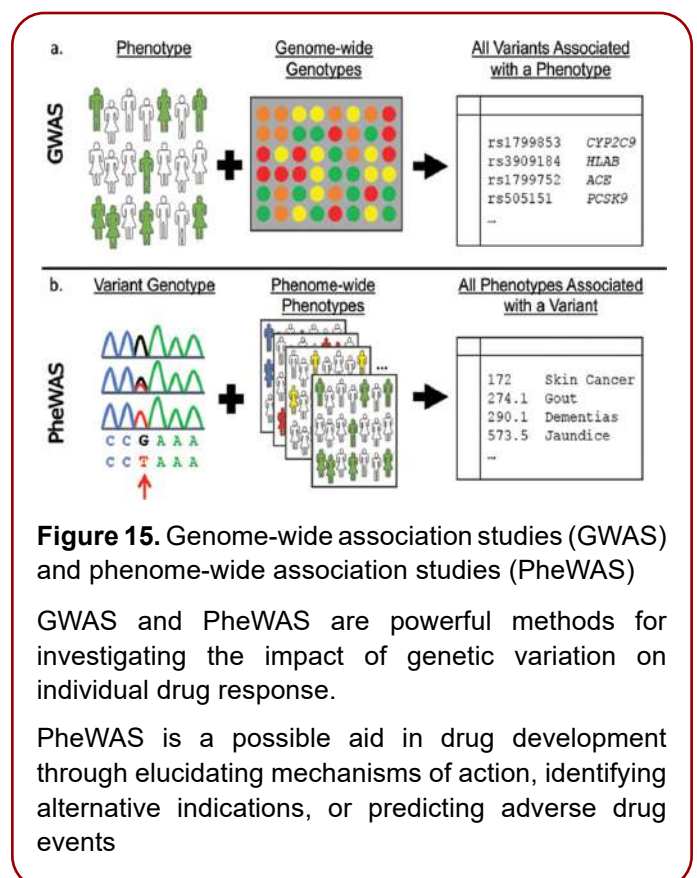 a.
Phenotype
Genome-wide
Genotypes
All Variants Associated
with a Phenotype
GWAS
rs1799853 CYP2C9
rs3909184 HLAB
rs1799752 ACE
rs505151 PCSK9
…
b.
Variant Genotype
Phenome-wide
Phenotypes
All Phenotypes Associated
with a Variant
PheWAS
...
C C G A A A
C C T A A A
172 Skin Cancer
274.1 Gout
290.1 Dementias
573.5 Jaundice
…
Figure 15. Genome-wide association studies (GWAS)
and phenome-wide association studies (PheWAS)
GWAS and PheWAS are powerful methods for
investigating the impact of genetic variation on
individual drug response.
PheWAS is a possible aid in drug development
through elucidating mechanisms of action, identifying
alternative indications, or predicting adverse drug
events